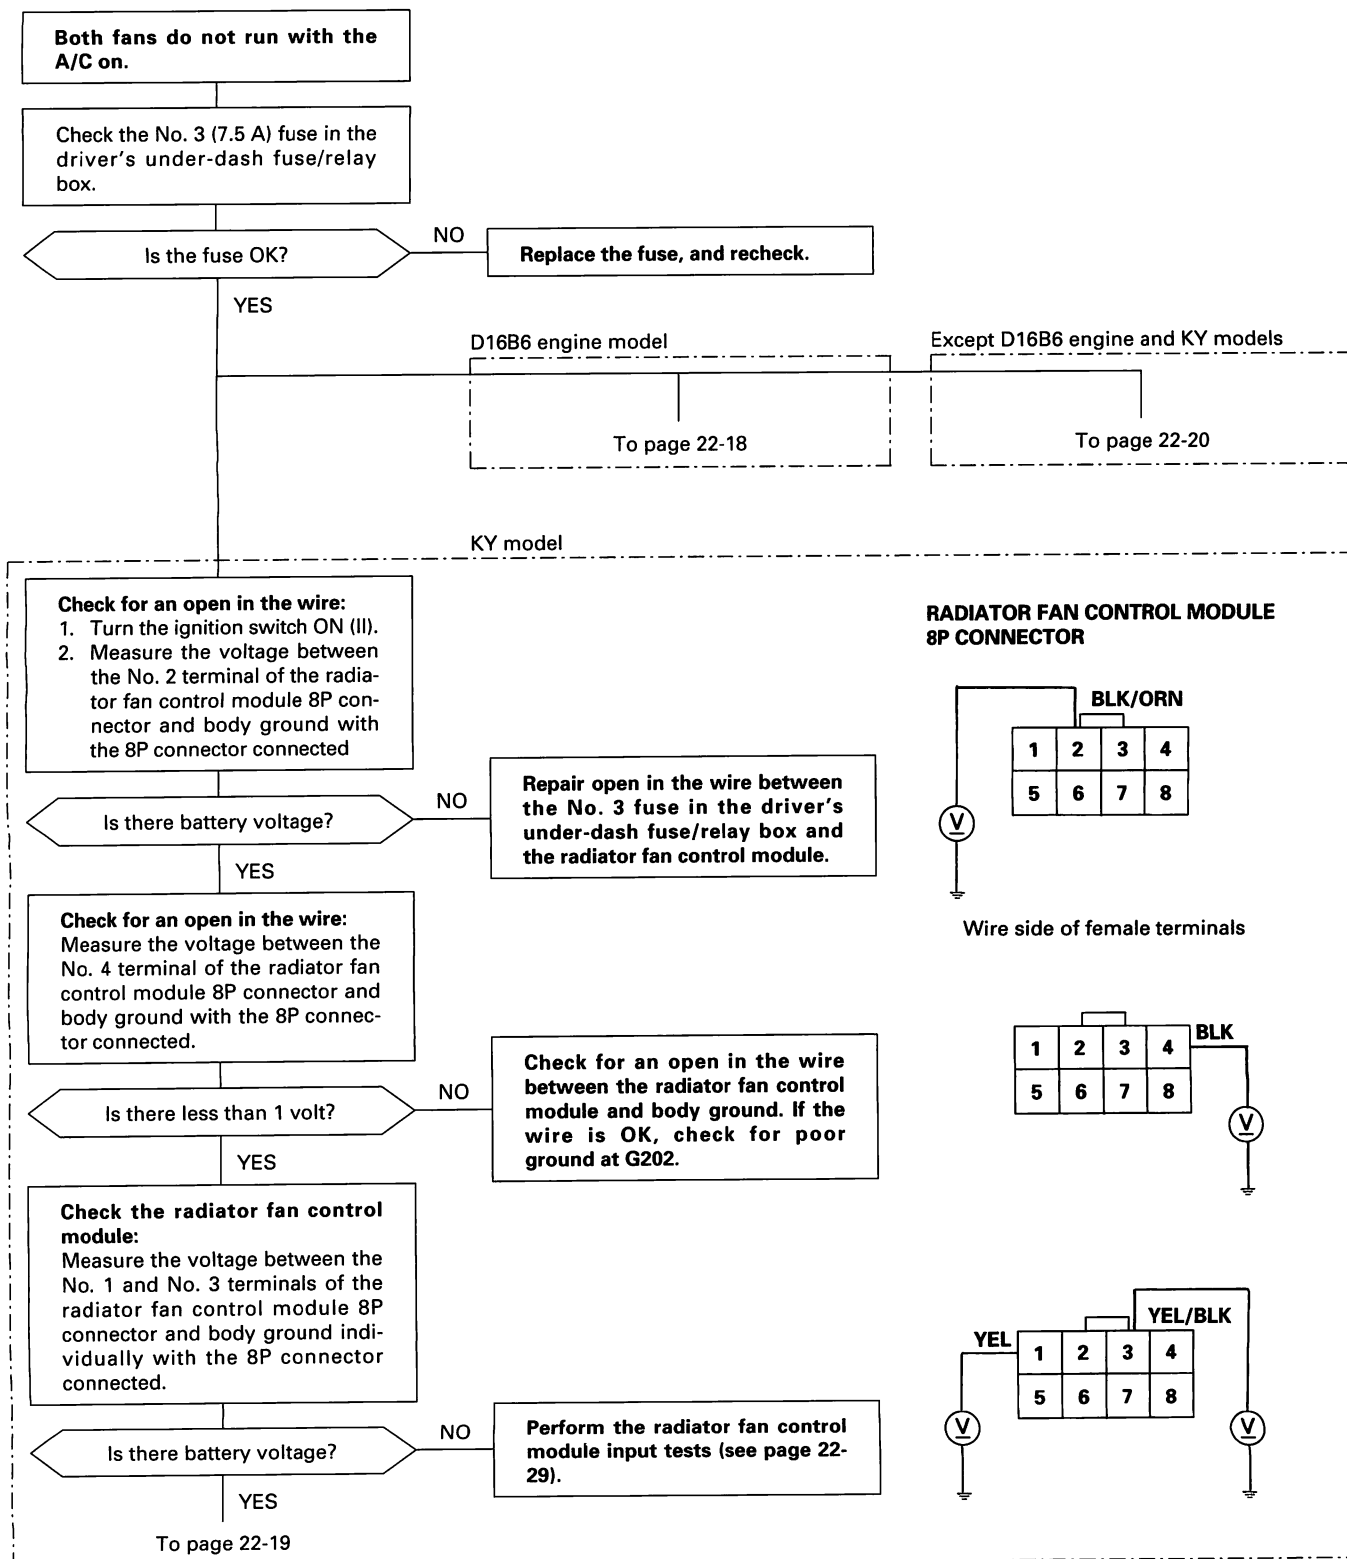 Both fans do not run with the
A/C on.
Check the No. 3 (7.5 A) fuse in the
driver's under-dash fuse/relay
box.
Is the fuse OK?
NO
Replace the fuse, and recheck.
YES
D16B6 engine model
Except D16B6 engine and KY models
To page 22-18
To page 22-20
KY model
Check for an open in the wire:
1. Turn the ignition switch ON (II).
2. Measure the voltage between
the No. 2 terminal of the radia-
tor fan control module 8P con-
nector and body ground with
the 8P connector connected
Is there battery voltage?
NO
Repair open in the wire between
the No. 3 fuse in the driver's
under-dash fuse/relay box and
the radiator fan control module.
YES
RADIATOR FAN CONTROL MODULE
8P CONNECTOR
BLK/ORN
1 2 3 4
5 6 7 8
V
Wire side of female terminals
Check for an open in the wire:
Measure the voltage between the
No. 4 terminal of the radiator fan
control module 8P connector and
body ground with the 8P connec-
tor connected.
Is there less than 1 volt?
NO
Check for an open in the wire
between the radiator fan control
module and body ground. If the
wire is OK, check for poor
ground at G202.
YES
BLK
1 2 3 4
5 6 7 8
V
Check the radiator fan control
module:
Measure the voltage between the
No. 1 and No. 3 terminals of the
radiator fan control module 8P
connector and body ground indi-
vidually with the 8P connector
connected.
Is there battery voltage?
NO
Perform the radiator fan control
module input tests (see page 22-
29).
YES
To page 22-19
YEL/BLK
YEL
1 2 3 4
5 6 7 8
V
V